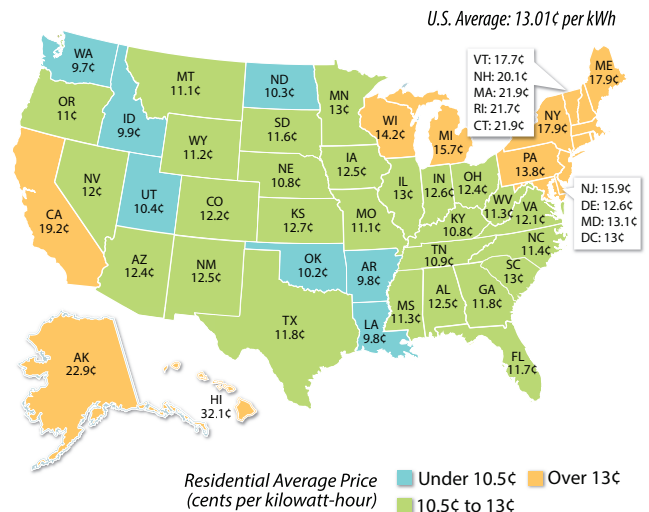 U.S. Average: 13.01¢ per kWh
WA
9.7¢
OR
11¢
CA
19.2¢
ID
9.9¢
NV
12¢
MT
11.1¢
WY
11.2¢
UT
10.4¢
CO
12.2¢
AZ
12.4¢
NM
12.5¢
ND
10.3¢
SD
11.6¢
NE
10.8¢
KS
12.7¢
OK
10.2¢
TX
11.8¢
MN
13¢
IA
12.5¢
MO
11.1¢
AR
9.8¢
LA
9.8¢
WI
14.2¢
IL
13¢
MI
15.7¢
IN
12.6¢
OH
12.4¢
KY
10.8¢
TN
10.9¢
MS
11.3¢
AL
12.5¢
GA
11.8¢
FL
11.7¢
SC
13¢
NC
11.4¢
VA
12.1¢
WV
11.3¢
PA
13.8¢
NY
17.9¢
ME
17.9¢
VT: 17.7¢
NH: 20.1¢
MA: 21.9¢
RI: 21.7¢
CT: 21.9¢
NJ: 15.9¢
DE: 12.6¢
MD: 13.1¢
DC: 13¢
AK
22.9¢
HI
32.1¢
Residential Average Price
(cents per kilowatt-hour)
Under 10.5¢
Over 13¢
10.5¢ to 13¢